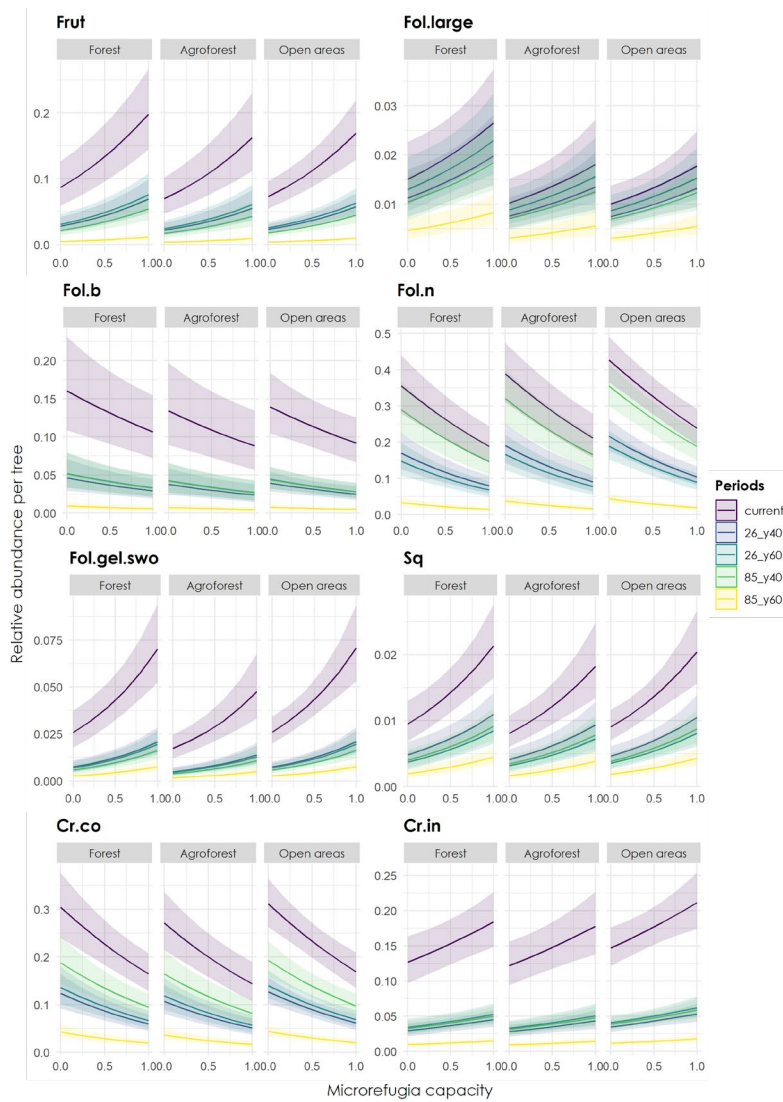 Frut
Forest Agroforest Open areas
0.2
0.1
0.0
0.0 0.5 1.00.0 0.5 1.00.0 0.5 1.0
Fol.large
Forest Agroforest Open areas
0.03
0.02
0.01
0.0 0.5 1.00.0 0.5 1.00.0 0.5 1.0
Fol.b
Forest Agroforest Open areas
0.20
0.15
0.10
0.05
0.00
0.0 0.5 1.00.0 0.5 1.00.0 0.5 1.0
Fol.n
Forest Agroforest Open areas
0.5
0.4
0.3
0.2
0.1
0.0
0.0 0.5 1.00.0 0.5 1.00.0 0.5 1.0
Fol.gel.swo
Forest Agroforest Open areas
0.075
0.050
0.025
0.000
0.0 0.5 1.00.0 0.5 1.00.0 0.5 1.0
Sq
Forest Agroforest Open areas
0.02
0.01
0.00
0.0 0.5 1.00.0 0.5 1.00.0 0.5 1.0
Cr.co
Forest Agroforest Open areas
0.3
0.2
0.1
0.0
0.0 0.5 1.00.0 0.5 1.00.0 0.5 1.0
Cr.in
Forest Agroforest Open areas
0.25
0.20
0.15
0.10
0.05
0.00
0.0 0.5 1.00.0 0.5 1.00.0 0.5 1.0
Relative abundance per tree
Microrefugia capacity
Periods
current
26_y40
26_y60
85_y40
85_y60